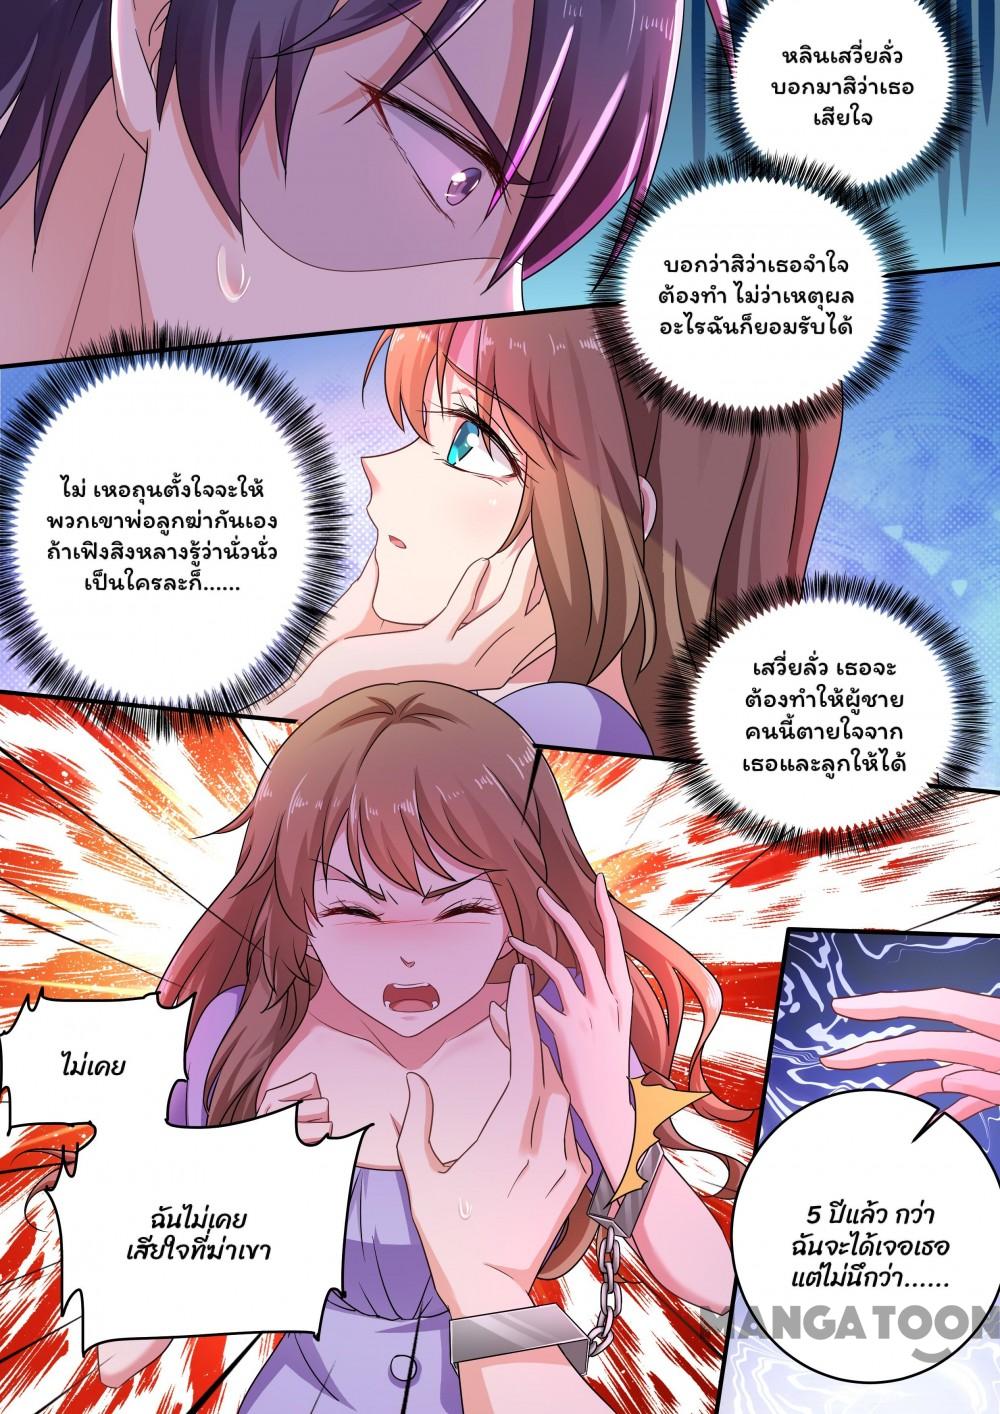 หลินเสวี่ยลั่ว
บอกมาสิว่าเธอ
เสียใจ
บอกว่าสิว่าเธอจำใจ
ต้องทำ ไม่ว่าเหตุผล
อะไรฉันก็ยอมรับได้
ไม่ เหอถุนตั้งใจจะให้
พวกเขาพ่อลูกฆ่ากันเอง
ถ้าเฟิงสิงหลางรู้ว่านั่วนั่ว
เป็นใครละก็......
เสวี่ยลั่ว เธอจะ
ต้องทำให้ผู้ชาย
คนนี้ตายใจจาก
เธอและลูกให้ได้
ไม่เคย
ฉันไม่เคย
เสียใจที่ฆ่าเขา
5 ปีแล้ว กว่า
ฉันจะได้เจอเธอ
แต่ไม่นึกว่า......
MANGATOON